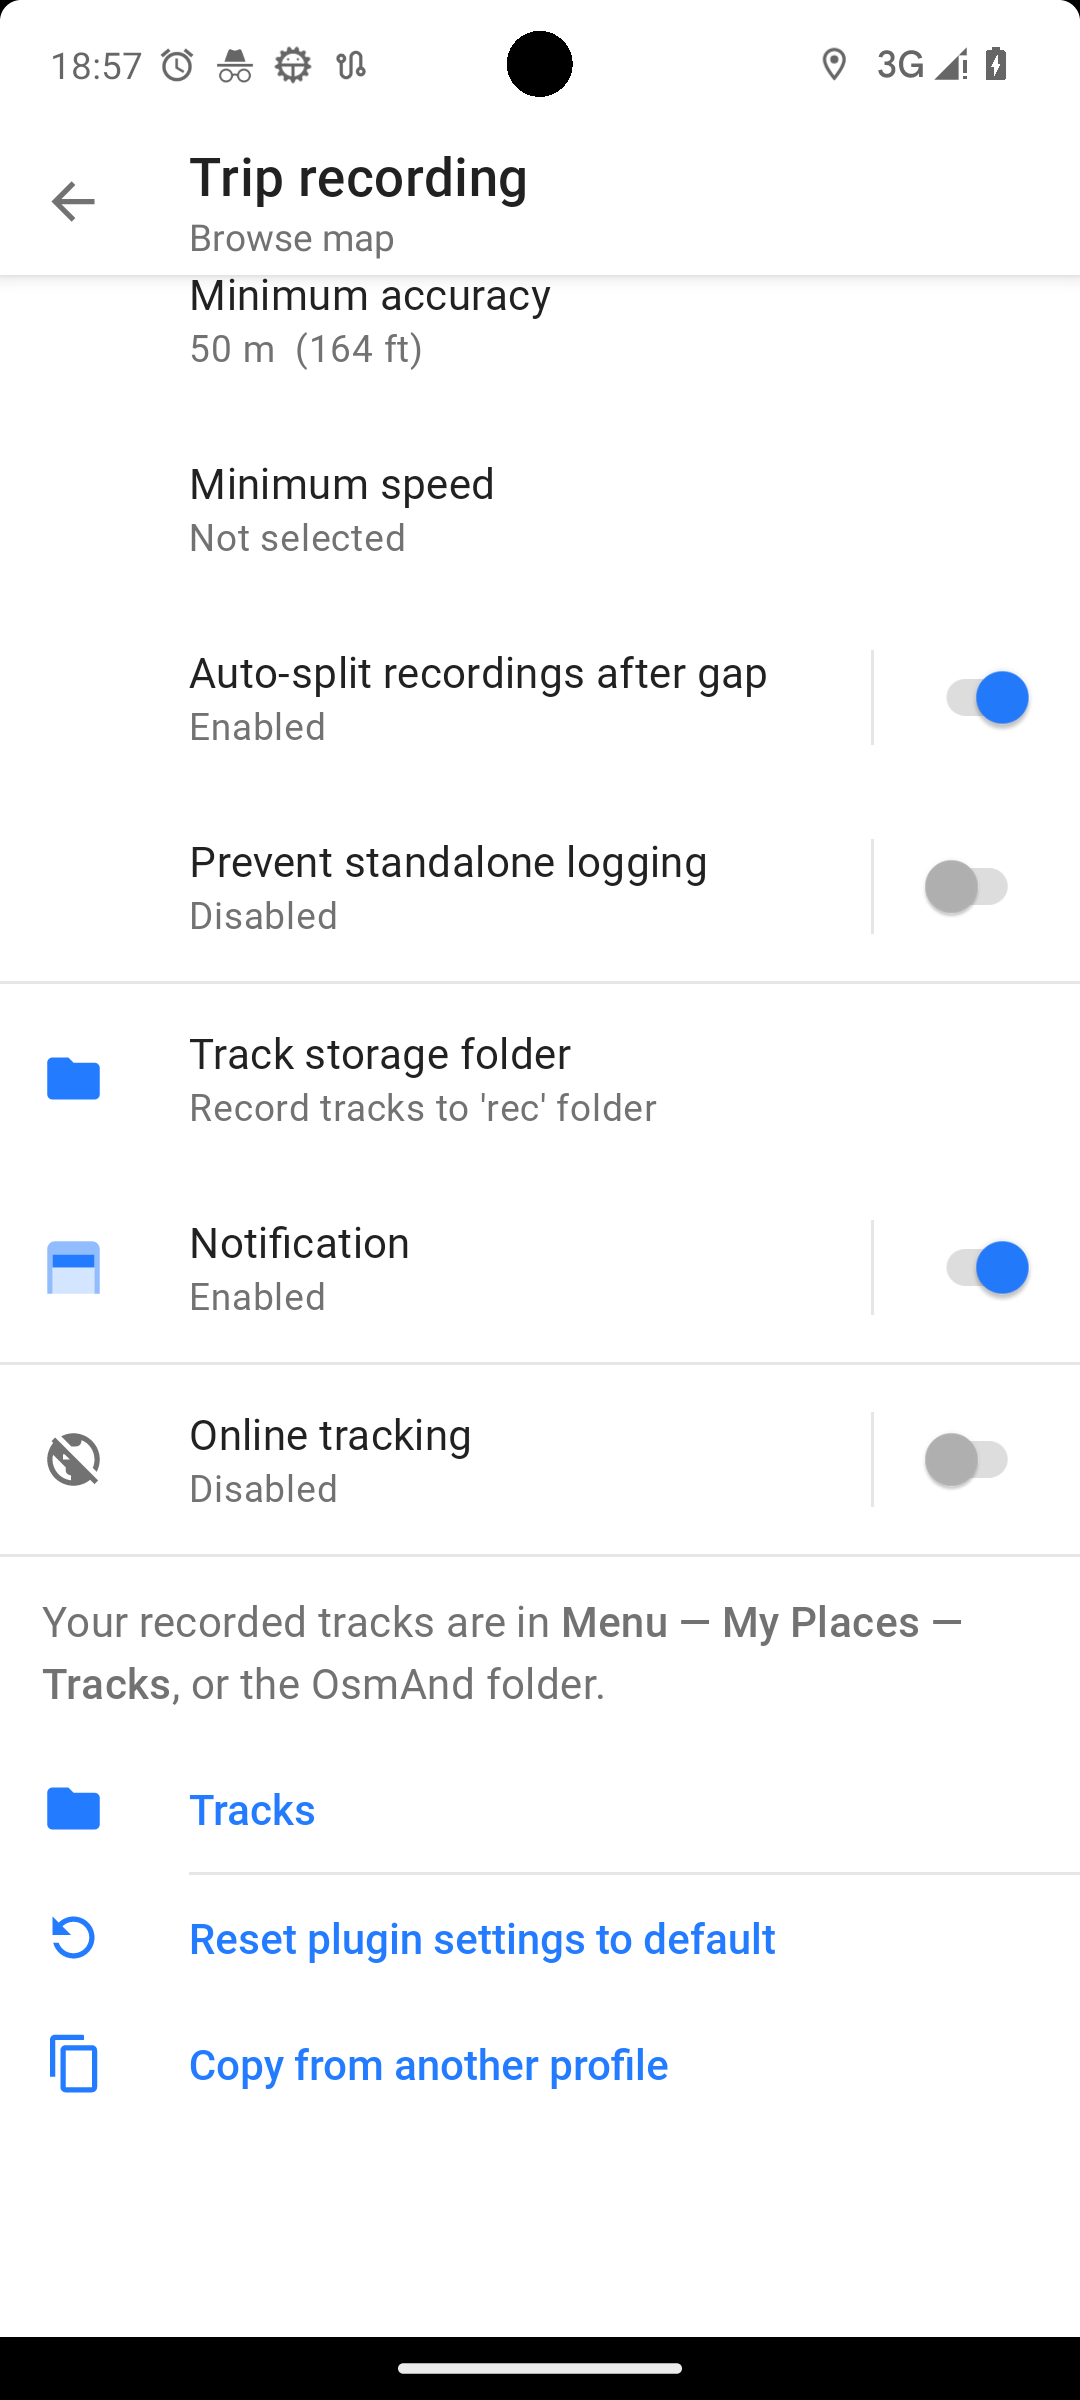 18:57
3G
Trip recording
Browse map
Minimum accuracy
50 m  (164 ft)
Minimum speed
Not selected
Auto-split recordings after gap
Enabled
Prevent standalone logging
Disabled
Track storage folder
Record tracks to 'rec' folder
Notification
Enabled
Online tracking
Disabled
Your recorded tracks are in Menu — My Places —
Tracks, or the OsmAnd folder.
Tracks
Reset plugin settings to default
Copy from another profile